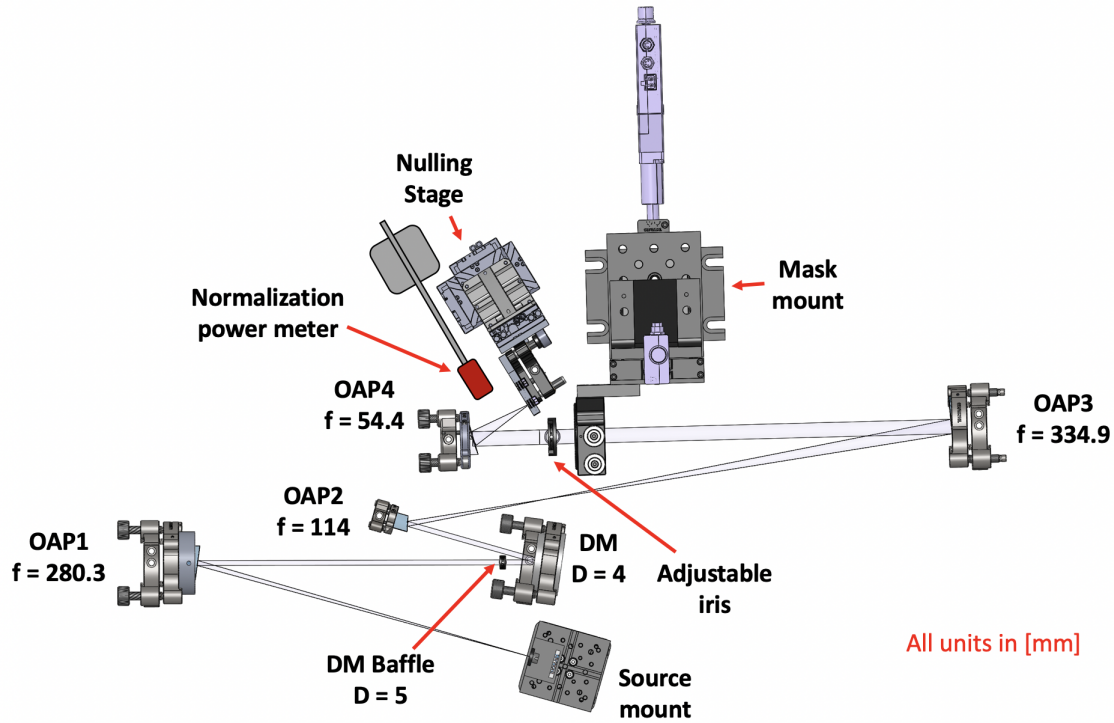 Nulling
Stage
Normalization
power meter
Mask
mount
OAP4
f = 54.4
OAP3
f = 334.9
OAP2
f = 114
OAP1
f = 280.3
DM
D = 4
Adjustable
iris
DM Baffle
D = 5
Source
mount
All units in [mm]